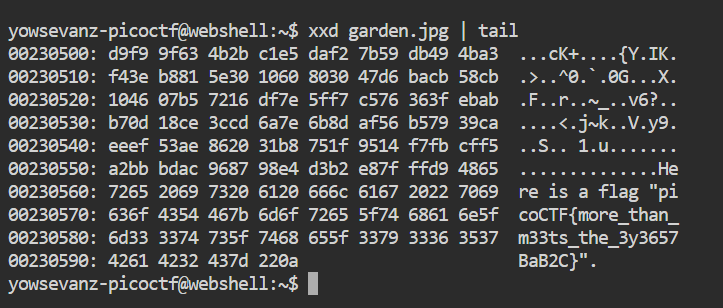 yowsevanz-picoctf@webshell:~$ xxd garden.jpg | tail
00230500: d9f9 9f63 4b2b c1e5 daf2 7b59 db49 4ba3  ...cK+....{Y.IK.
00230510: f43e b881 5e30 1060 8030 47d6 bacb 58cb  .>..^0.`.0G...X.
00230520: 1046 07b5 7216 df7e 5ff7 c576 363f ebab  .F..r..~_..v6?..
00230530: b70d 18ce 3ccd 6a7e 6b8d af56 b579 39ca  ....<.j~k..V.y9.
00230540: eeef 53ae 8620 31b8 751f 9514 f7fb cff5  ..S.. 1.u.......
00230550: a2bb bdac 9687 98e4 d3b2 e87f ffd9 4865  ..............He
00230560: 7265 2069 7320 6120 666c 6167 2022 7069  re is a flag "pi
00230570: 636f 4354 467b 6d6f 7265 5f74 6861 6e5f  coCTF{more_than_
00230580: 6d33 3374 735f 7468 655f 3379 3336 3537  m33ts_the_3y3657
00230590: 4261 4232 437d 220a                      BaB2C}".
yowsevanz-picoctf@webshell:~$